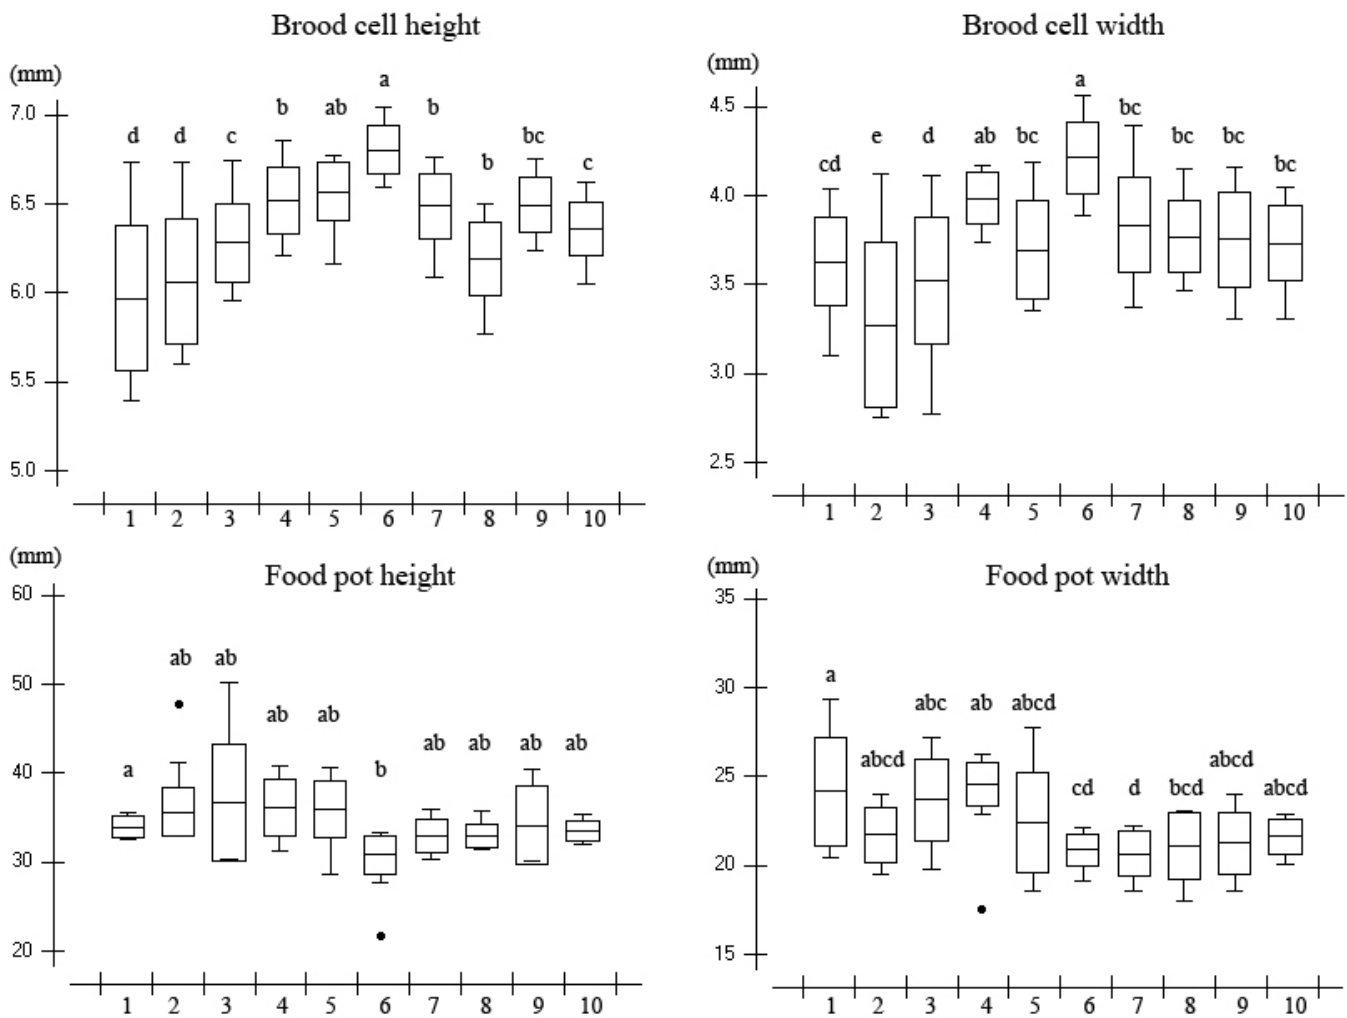 Brood cell height
(mm)
a
b ab b
d d c bc
b c
7.0
6.5
6.0
5.5
5.0
1 2 3 4 5 6 7 8 9 10
Brood cell width
(mm)
a
bc
e d ab bc bc bc
cd bc
4.5
4.0
3.5
3.0
2.5
1 2 3 4 5 6 7 8 9 10
Food pot height
(mm)
60
ab ab
50
ab ab
ab ab ab ab
a b
40
30
20
1 2 3 4 5 6 7 8 9 10
Food pot width
(mm)
35
a
30
abc ab abcd
abcd abcd
cd d bcd abcd
25
20
15
1 2 3 4 5 6 7 8 9 10